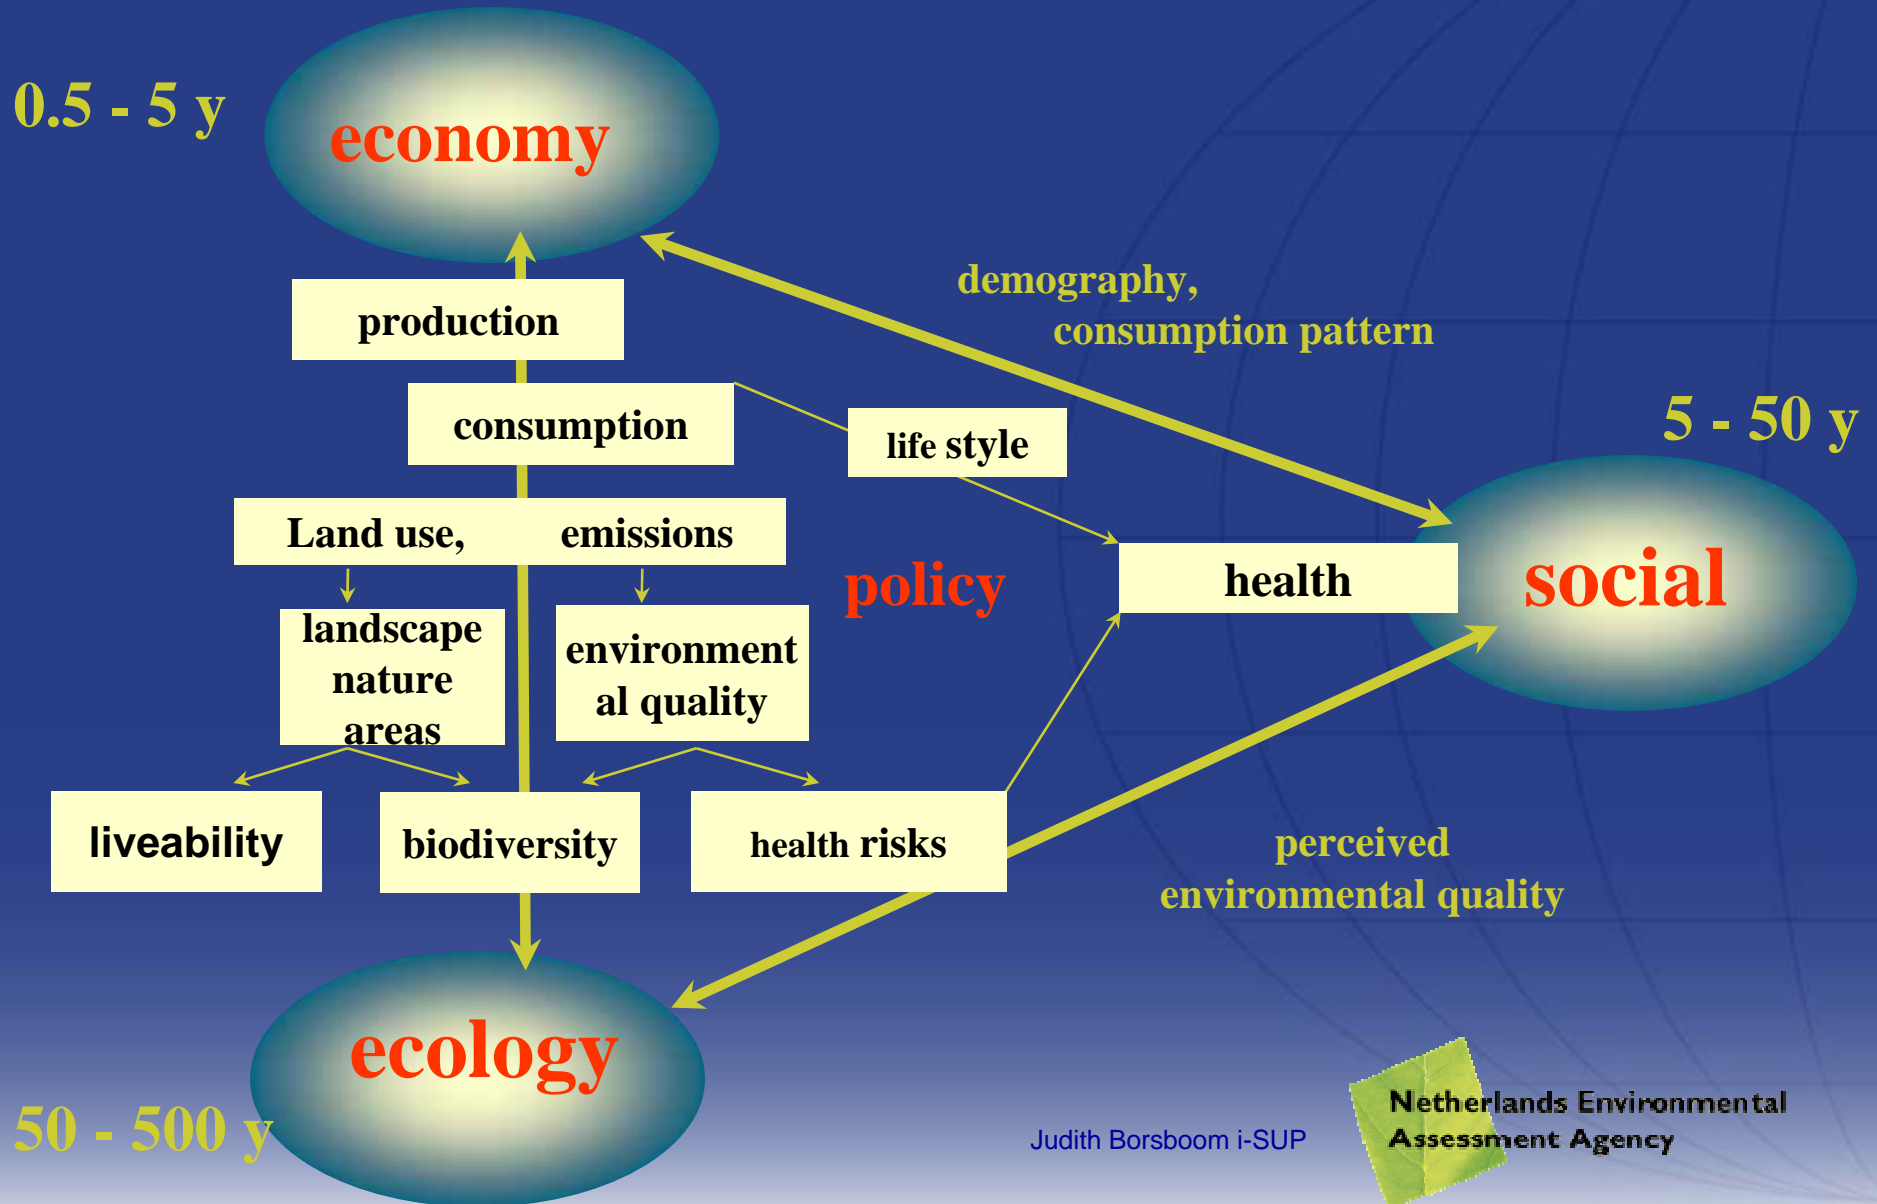 0.5 - 5 y
economy
production
demography,
consumption pattern
consumption
life style
5 - 50 y
Land use, emissions
policy
health
social
landscape
nature
areas
environment
al quality
liveability
biodiversity
health risks
perceived
environmental quality
ecology
50 - 500 y
Judith Borsboom i-SUP
Netherlands Environmental
Assessment Agency